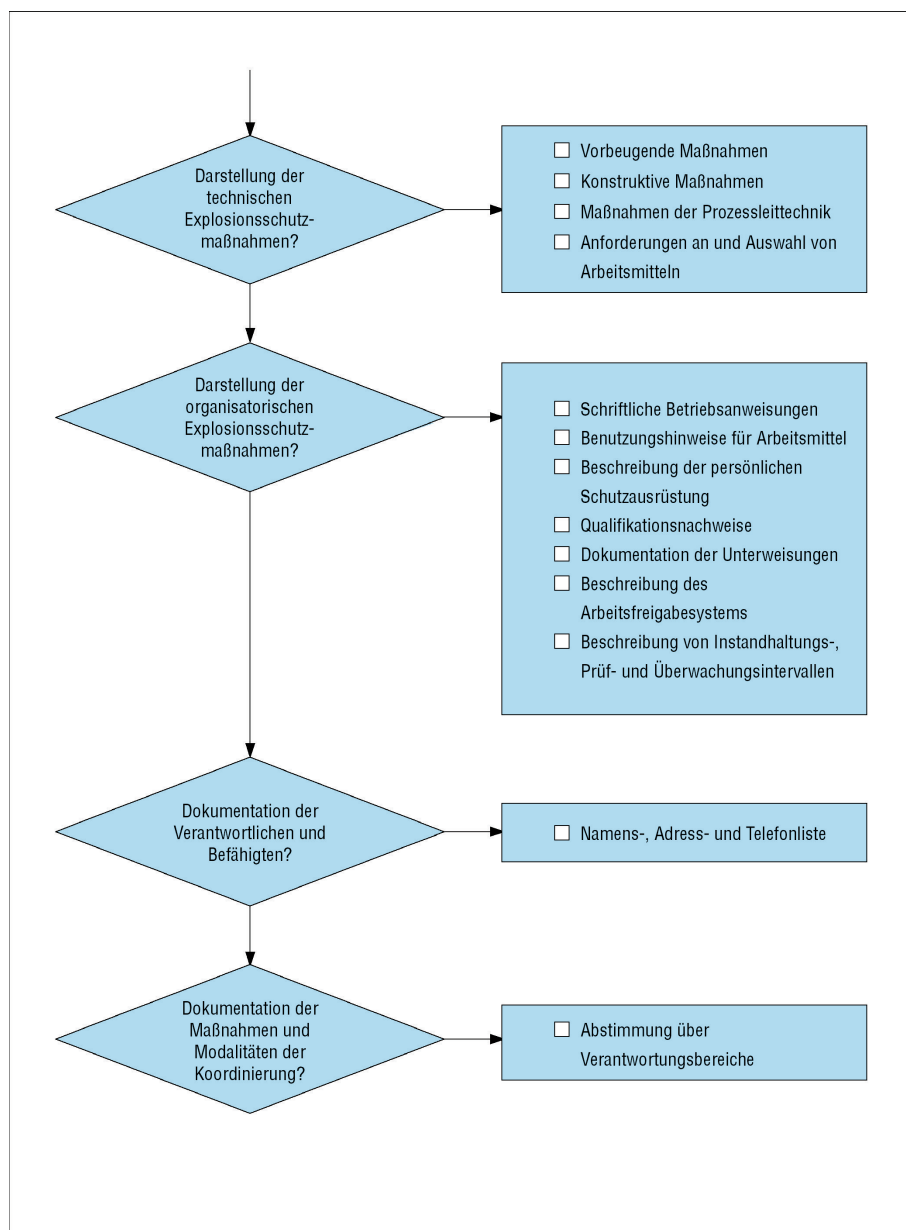 Darstellung der
technischen
Explosionsschutz-
maßnahmen?
☐ Vorbeugende Maßnahmen
☐ Konstruktive Maßnahmen
☐ Maßnahmen der Prozessleittechnik
☐ Anforderungen an und Auswahl von
Arbeitsmitteln
Darstellung der
organisatorischen
Explosionsschutz-
maßnahmen?
☐ Schriftliche Betriebsanweisungen
☐ Benutzungshinweise für Arbeitsmittel
☐ Beschreibung der persönlichen
Schutzausrüstung
☐ Qualifikationsnachweise
☐ Dokumentation der Unterweisungen
☐ Beschreibung des
Arbeitsfreigabesystems
☐ Beschreibung von Instandhaltungs-,
Prüf- und Überwachungsintervallen
Dokumentation der
Verantwortlichen und
Befähigten?
☐ Namens-, Adress- und Telefonliste
Dokumentation der
Maßnahmen und
Modalitäten der
Koordinierung?
☐ Abstimmung über
Verantwortungsbereiche